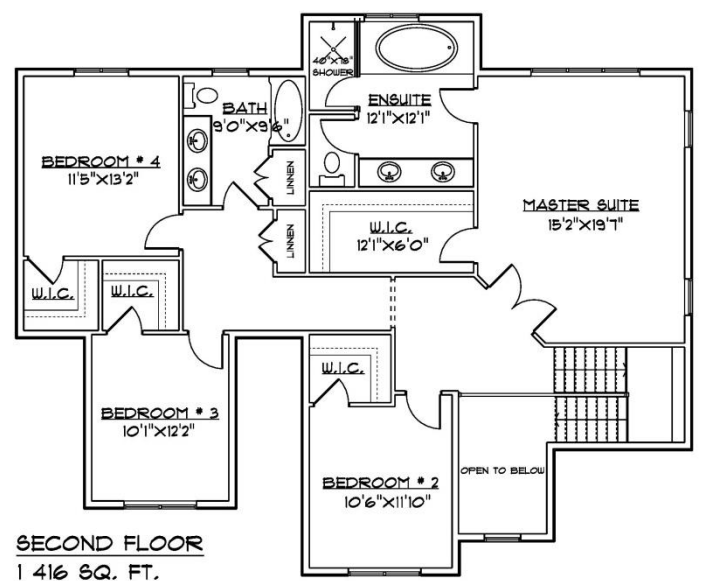 40"x18"
SHOWER
ENSUITE
12'1"X12'1"
BATH
9'0"X9'6"
BEDROOM # 4
11'5"X13'2"
LINNEN
MASTER SUITE
15'2"X19'7"
W.I.C.
12'1"X6'0"
LINNEN
W.I.C.
W.I.C.
W.I.C.
BEDROOM # 3
10'1"X12'2"
OPEN TO BELOW
BEDROOM # 2
10'6"X11'10"
SECOND FLOOR
1 416 SQ. FT.